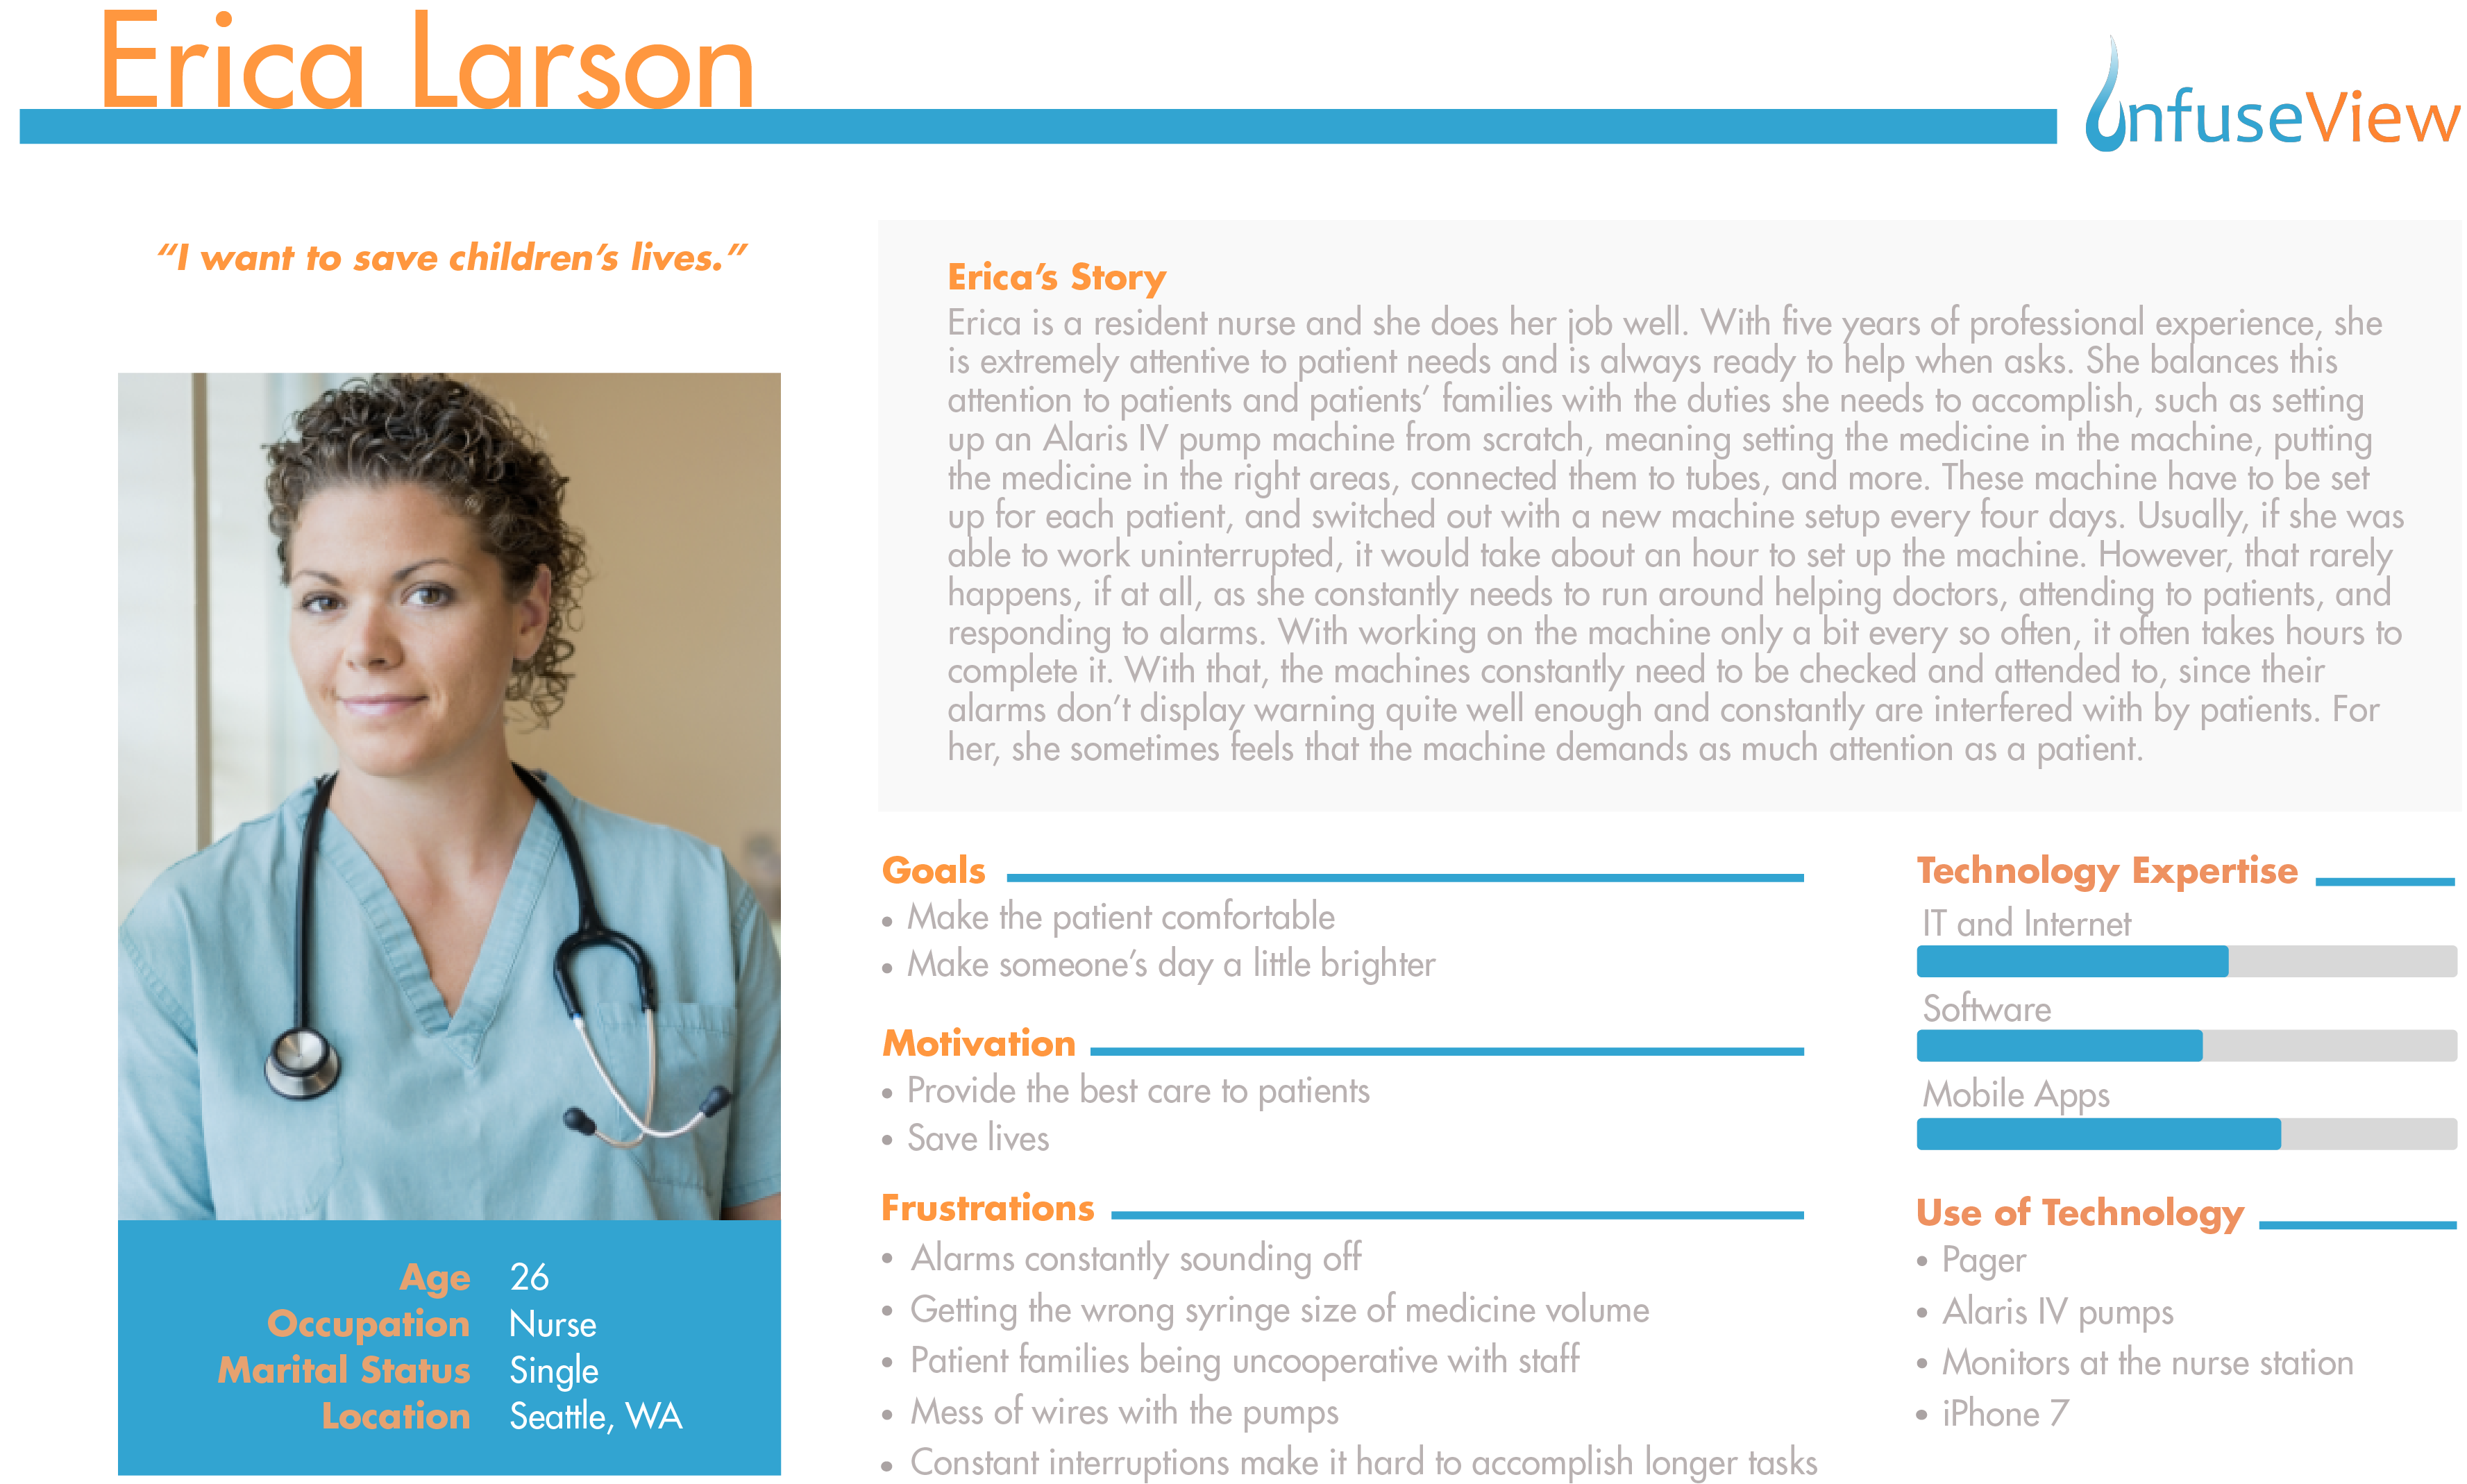 Erica Larson
InfuseView
“I want to save children’s lives.”
Erica’s Story
Erica is a resident nurse and she does her job well. With five years of professional experience, she
is extremely attentive to patient needs and is always ready to help when asks. She balances this
attention to patients and patients’ families with the duties she needs to accomplish, such as setting
up an Alaris IV pump machine from scratch, meaning setting the medicine in the machine, putting
the medicine in the right areas, connected them to tubes, and more. These machine have to be set
up for each patient, and switched out with a new machine setup every four days. Usually, if she was
able to work uninterrupted, it would take about an hour to set up the machine. However, that rarely
happens, if at all, as she constantly needs to run around helping doctors, attending to patients, and
responding to alarms. With working on the machine only a bit every so often, it often takes hours to
complete it. With that, the machines constantly need to be checked and attended to, since their
alarms don’t display warning quite well enough and constantly are interfered with by patients. For
her, she sometimes feels that the machine demands as much attention as a patient.
Age 26
Occupation Nurse
Marital Status Single
Location Seattle, WA
Goals
• Make the patient comfortable
• Make someone’s day a little brighter
Motivation
• Provide the best care to patients
• Save lives
Frustrations
• Alarms constantly sounding off
• Getting the wrong syringe size of medicine volume
• Patient families being uncooperative with staff
• Mess of wires with the pumps
• Constant interruptions make it hard to accomplish longer tasks
Technology Expertise
IT and Internet
Software
Mobile Apps
Use of Technology
• Pager
• Alaris IV pumps
• Monitors at the nurse station
• iPhone 7